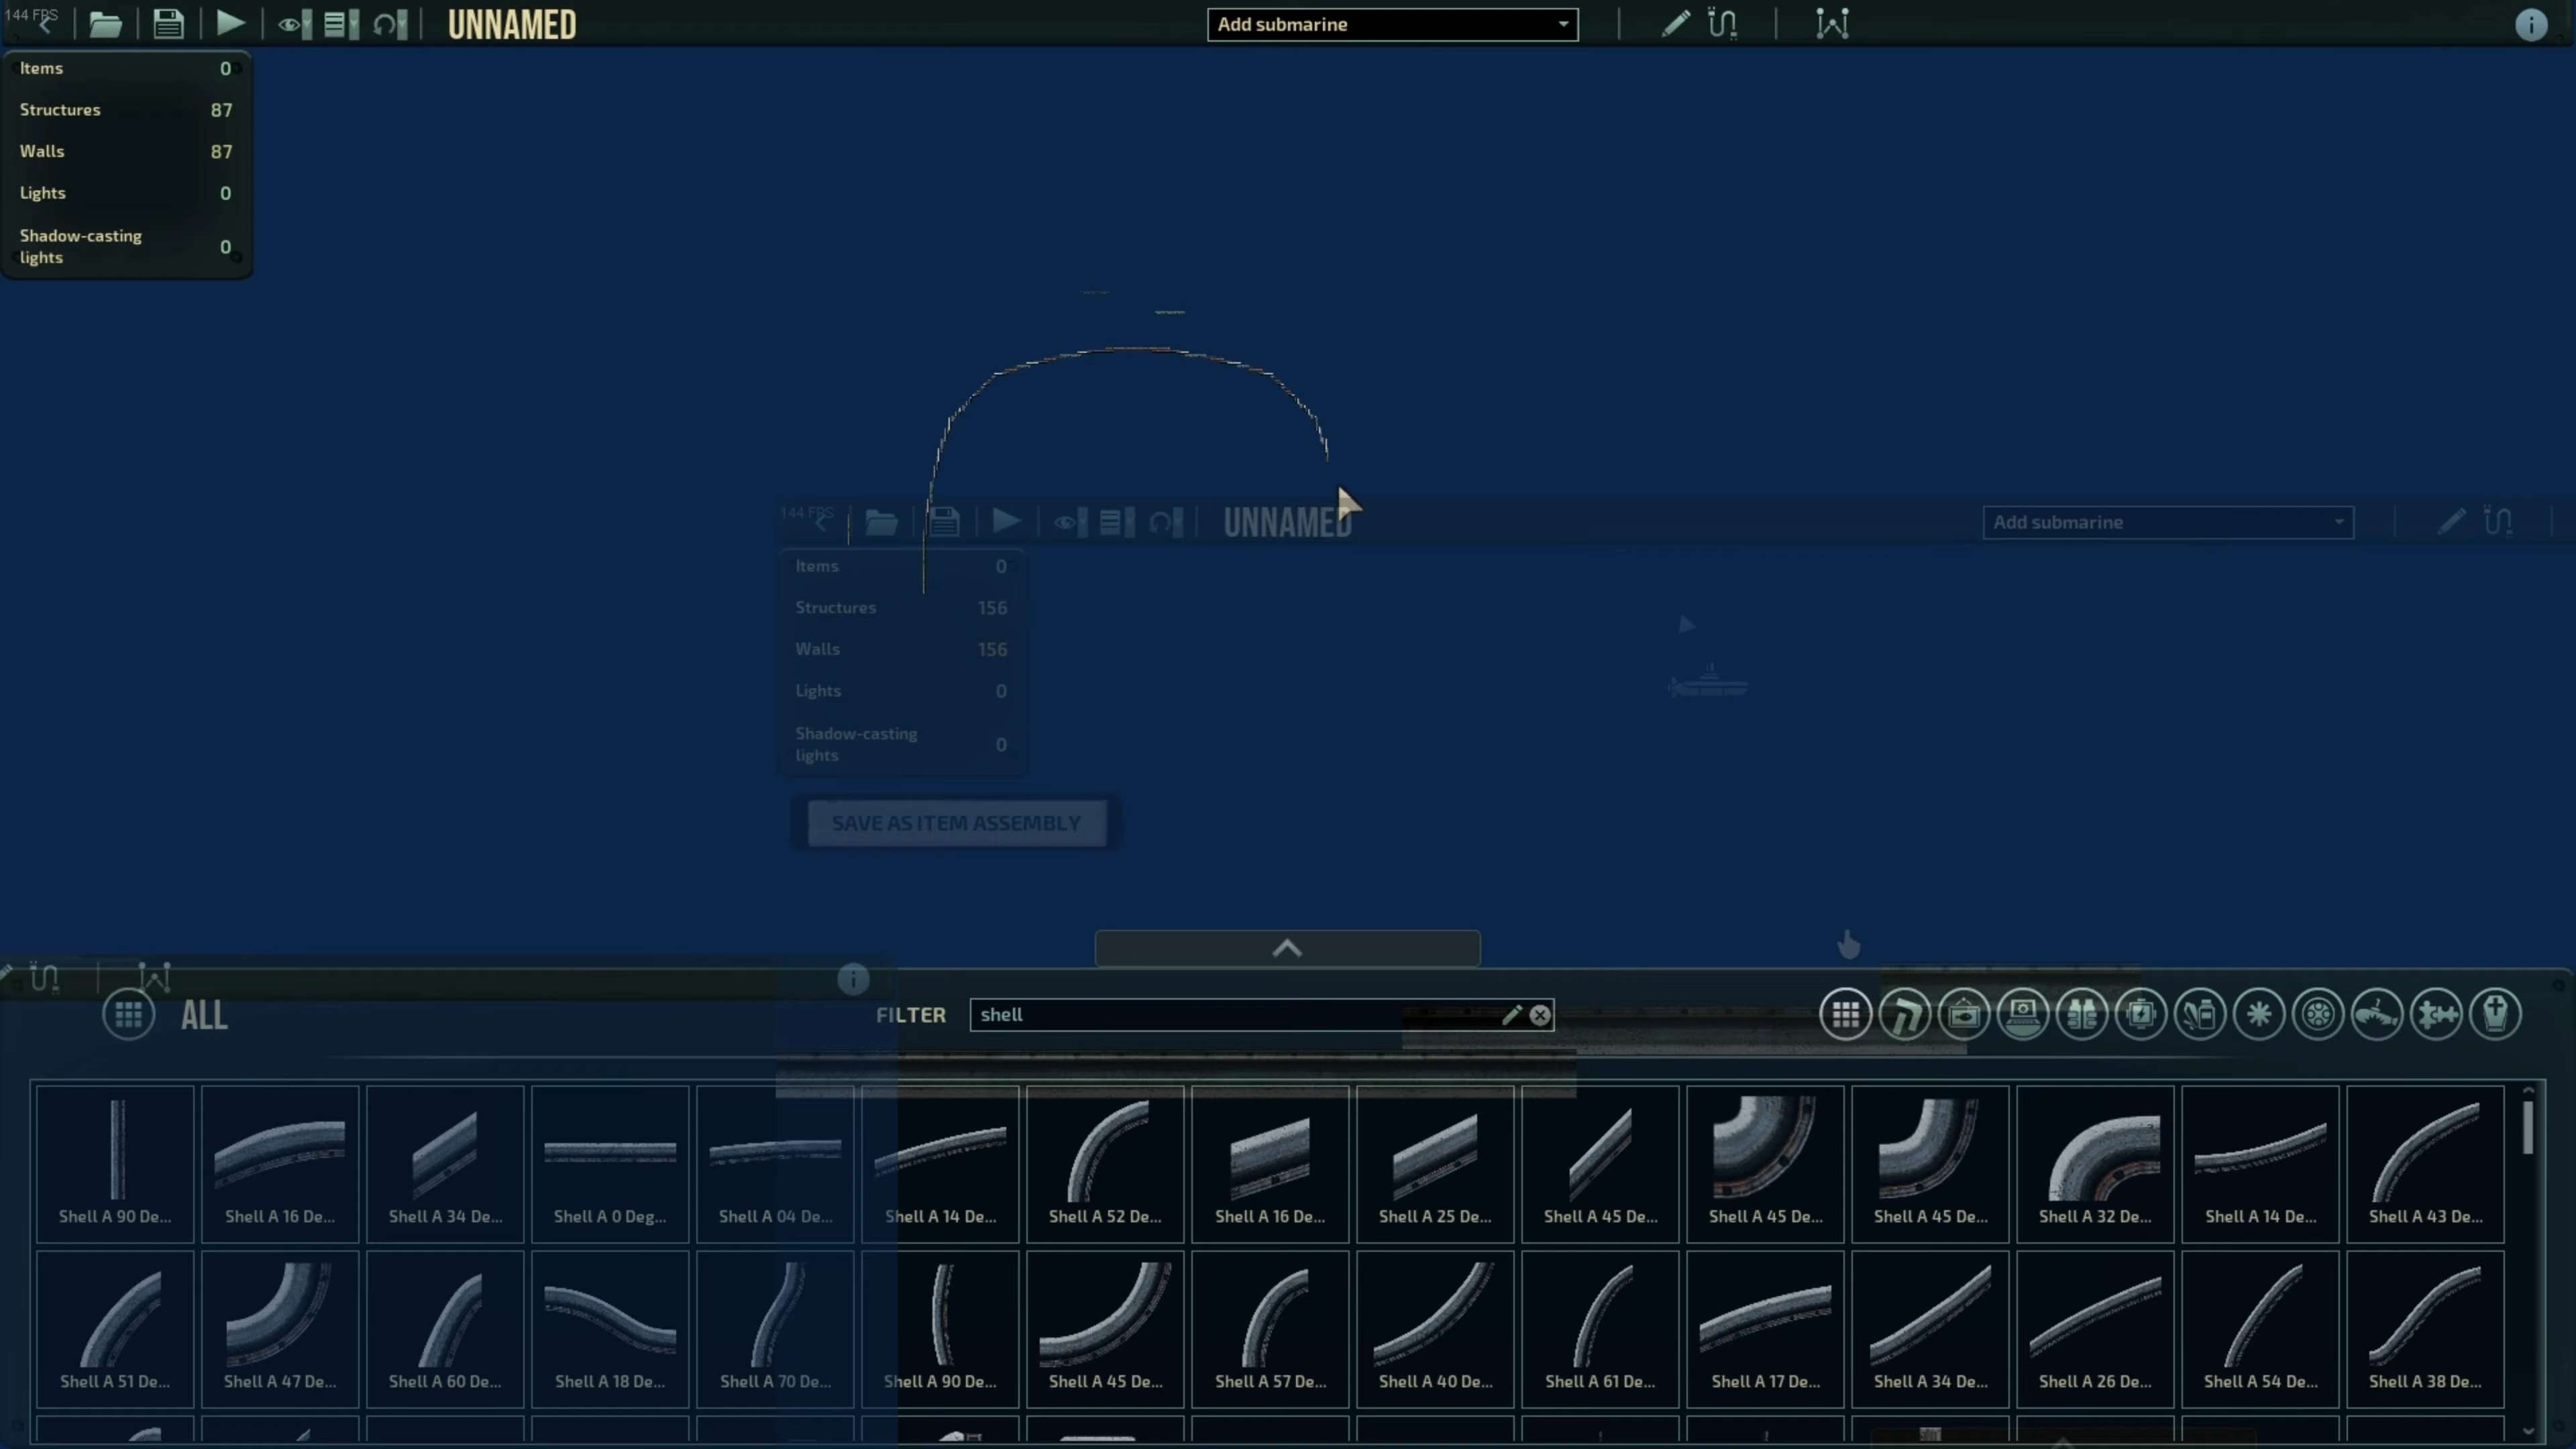 144 FPS
UNNAMED
Add submarine
Items 0
Structures 87
Walls 87
Lights 0
Shadow-casting
lights 0
144 FPS
UNNAMED
Add submarine
Items 0
Structures 156
Walls 156
Lights 0
Shadow-casting
lights 0
SAVE AS ITEM ASSEMBLY
ALL
FILTER
shell
Shell A 90 De...
Shell A 16 De...
Shell A 34 De...
Shell A 0 Deg...
Shell A 04 De...
Shell A 14 De...
Shell A 52 De...
Shell A 16 De...
Shell A 25 De...
Shell A 45 De...
Shell A 45 De...
Shell A 45 De...
Shell A 32 De...
Shell A 14 De...
Shell A 43 De...
Shell A 51 De...
Shell A 47 De...
Shell A 60 De...
Shell A 18 De...
Shell A 70 De...
Shell A 90 De...
Shell A 45 De...
Shell A 57 De...
Shell A 40 De...
Shell A 61 De...
Shell A 17 De...
Shell A 34 De...
Shell A 26 De...
Shell A 54 De...
Shell A 38 De...